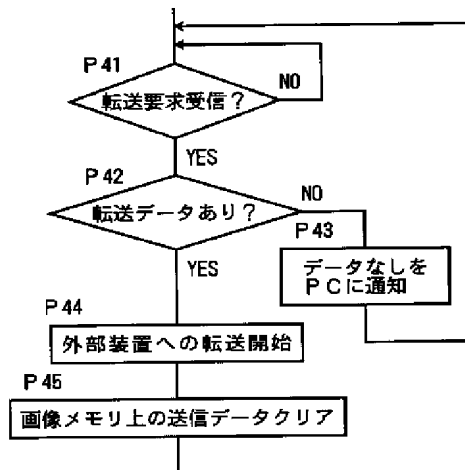 P41
転送要求受信?
NO
YES
P42
転送データあり?
NO
YES
P43
データなしを
PCに通知
P44
外部装置への転送開始
P45
画像メモリ上の送信データクリア